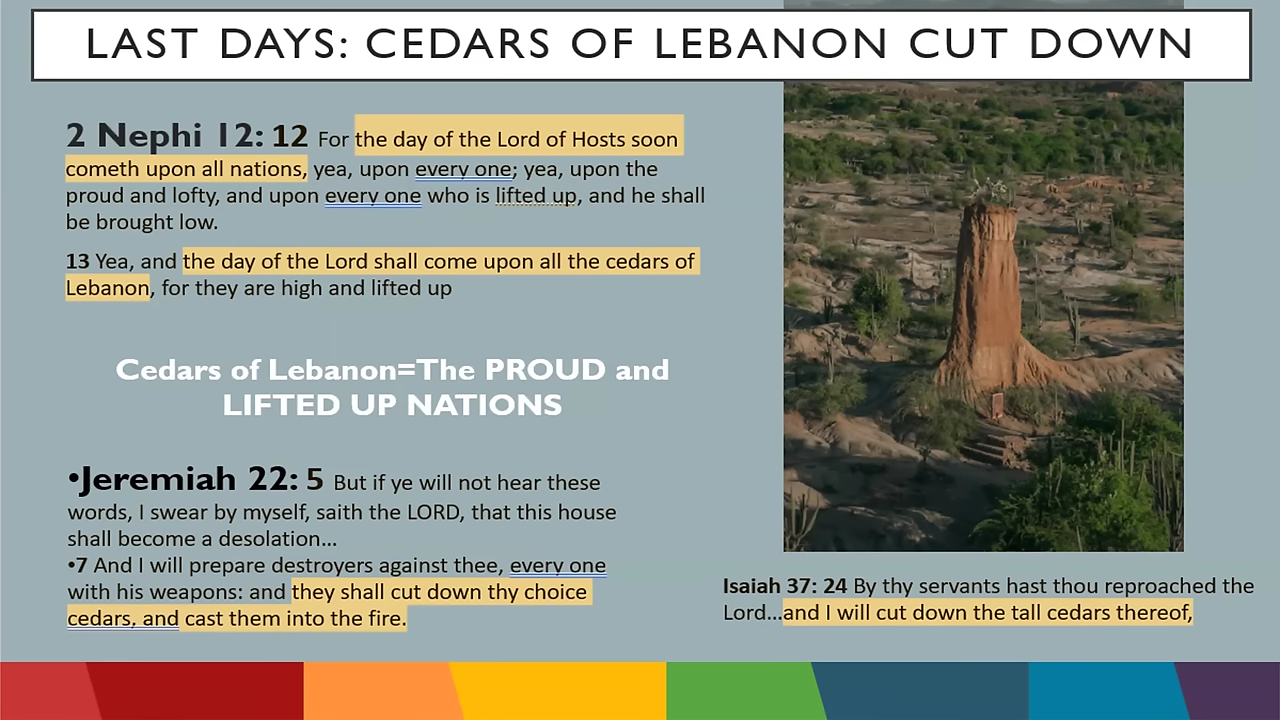 LAST DAYS: CEDARS OF LEBANON CUT DOWN
2 Nephi 12: 12 For the day of the Lord of Hosts soon
cometh upon all nations, yea, upon every one; yea, upon the
proud and lofty, and upon every one who is lifted up, and he shall
be brought low.
13 Yea, and the day of the Lord shall come upon all the cedars of
Lebanon, for they are high and lifted up
Cedars of Lebanon=The PROUD and
LIFTED UP NATIONS
•Jeremiah 22: 5 But if ye will not hear these
words, I swear by myself, saith the LORD, that this house
shall become a desolation…
•7 And I will prepare destroyers against thee, every one
with his weapons: and they shall cut down thy choice
cedars, and cast them into the fire.
Isaiah 37: 24 By thy servants hast thou reproached the
Lord…and I will cut down the tall cedars thereof,